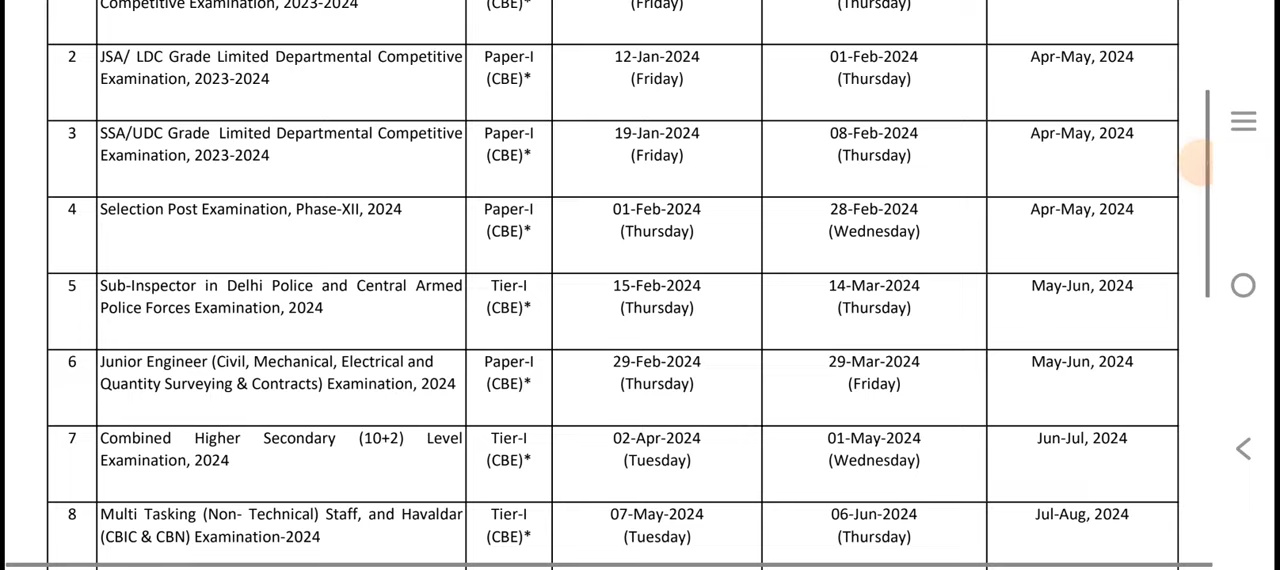 Competitive Examination, 2023-2024 (CBE)* (Friday) (Thursday)
2 JSA/ LDC Grade Limited Departmental Competitive Paper-I 12-Jan-2024 01-Feb-2024 Apr-May, 2024
Examination, 2023-2024 (CBE)* (Friday) (Thursday)
3 SSA/UDC Grade Limited Departmental Competitive Paper-I 19-Jan-2024 08-Feb-2024 Apr-May, 2024
Examination, 2023-2024 (CBE)* (Friday) (Thursday)
4 Selection Post Examination, Phase-XII, 2024 Paper-I 01-Feb-2024 28-Feb-2024 Apr-May, 2024
(CBE)* (Thursday) (Wednesday)
5 Sub-Inspector in Delhi Police and Central Armed Tier-I 15-Feb-2024 14-Mar-2024 May-Jun, 2024
Police Forces Examination, 2024 (CBE)* (Thursday) (Thursday)
6 Junior Engineer (Civil, Mechanical, Electrical and Paper-I 29-Feb-2024 29-Mar-2024 May-Jun, 2024
Quantity Surveying & Contracts) Examination, 2024 (CBE)* (Thursday) (Friday)
7 Combined Higher Secondary (10+2) Level Tier-I 02-Apr-2024 01-May-2024 Jun-Jul, 2024
Examination, 2024 (CBE)* (Tuesday) (Wednesday)
8 Multi Tasking (Non- Technical) Staff, and Havaldar Tier-I 07-May-2024 06-Jun-2024 Jul-Aug, 2024
(CBIC & CBN) Examination-2024 (CBE)* (Tuesday) (Thursday)